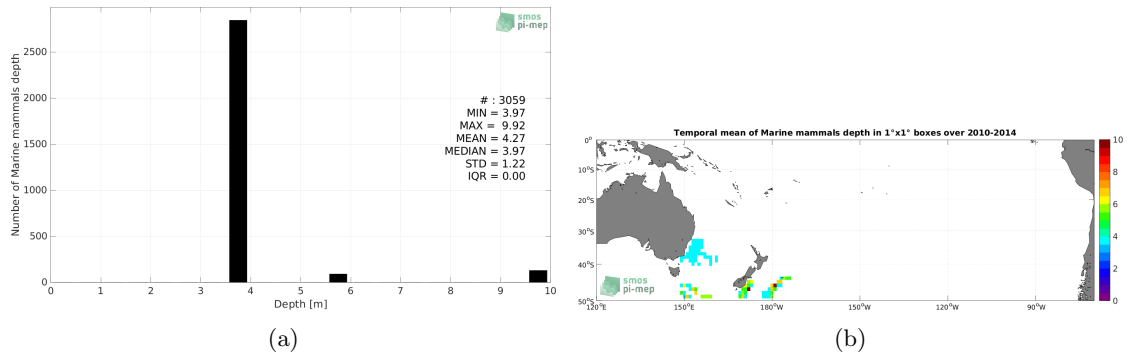 smos
pi-mep
2500
2000
1500
1000
500
0
Number of Marine mammals depth
# : 3059
MIN = 3.97
MAX = 9.92
MEAN = 4.27
MEDIAN = 3.97
STD = 1.22
IQR = 0.00
0 1 2 3 4 5 6 7 8 9 10
Depth [m]
(a)
Temporal mean of Marine mammals depth in 1°x1° boxes over 2010-2014
0°
10°S
20°S
30°S
40°S
50°S
smos
pi-mep
120°E 150°E 180°W 150°W 120°W 90°W
10
8
6
4
2
0
(b)